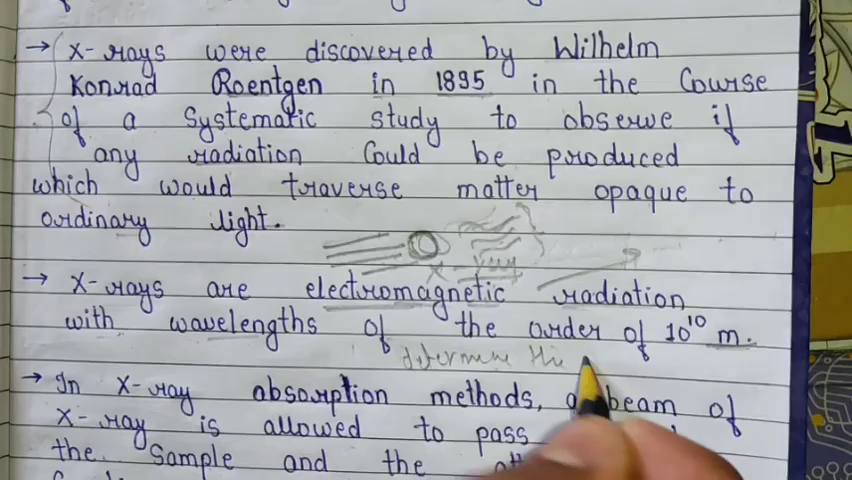 → X-rays were discovered by Wilhelm
Konrad Roentgen in 1895 in the Course
of a Systematic study to observe if
any radiation Could be produced
which would traverse matter opaque to
ordinary light.
X-Ray
→ X-rays are electromagnetic radiation
with wavelengths of the order of 10¹⁰ m.
determine the
→ In X-ray absorption methods, a beam of
X-ray is allowed to pass
the Sample and the